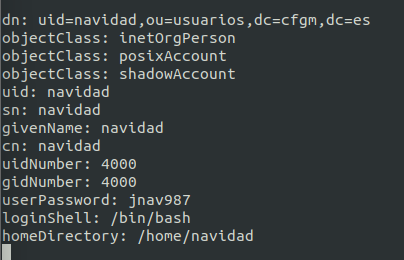 dn: uid=navidad,ou=usuarios,dc=cfgm,dc=es
objectClass: inetOrgPerson
objectClass: posixAccount
objectClass: shadowAccount
uid: navidad
sn: navidad
givenName: navidad
cn: navidad
uidNumber: 4000
gidNumber: 4000
userPassword: jnav987
loginShell: /bin/bash
homeDirectory: /home/navidad